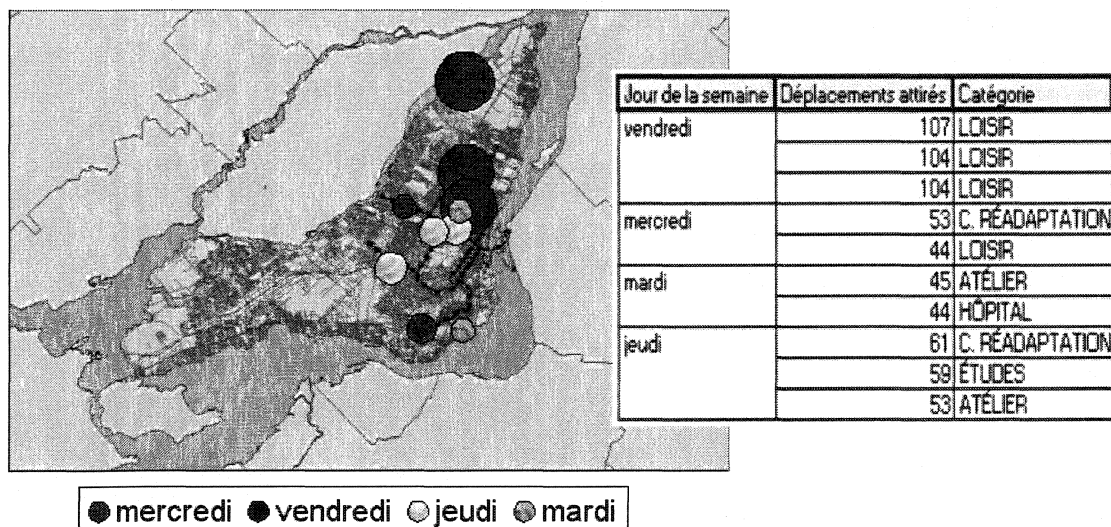 Jour de la semaine Déplacements attirés Catégorie
vendredi 107 LOISIR
104 LOISIR
104 LOISIR
mercredi 53 C. RÉADAPTATION
44 LOISIR
mardi 45 ATÉLIER
44 HÔPITAL
jeudi 61 C. RÉADAPTATION
59 ÉTUDES
53 ATÉLIER
mercredi vendredi jeudi mardi